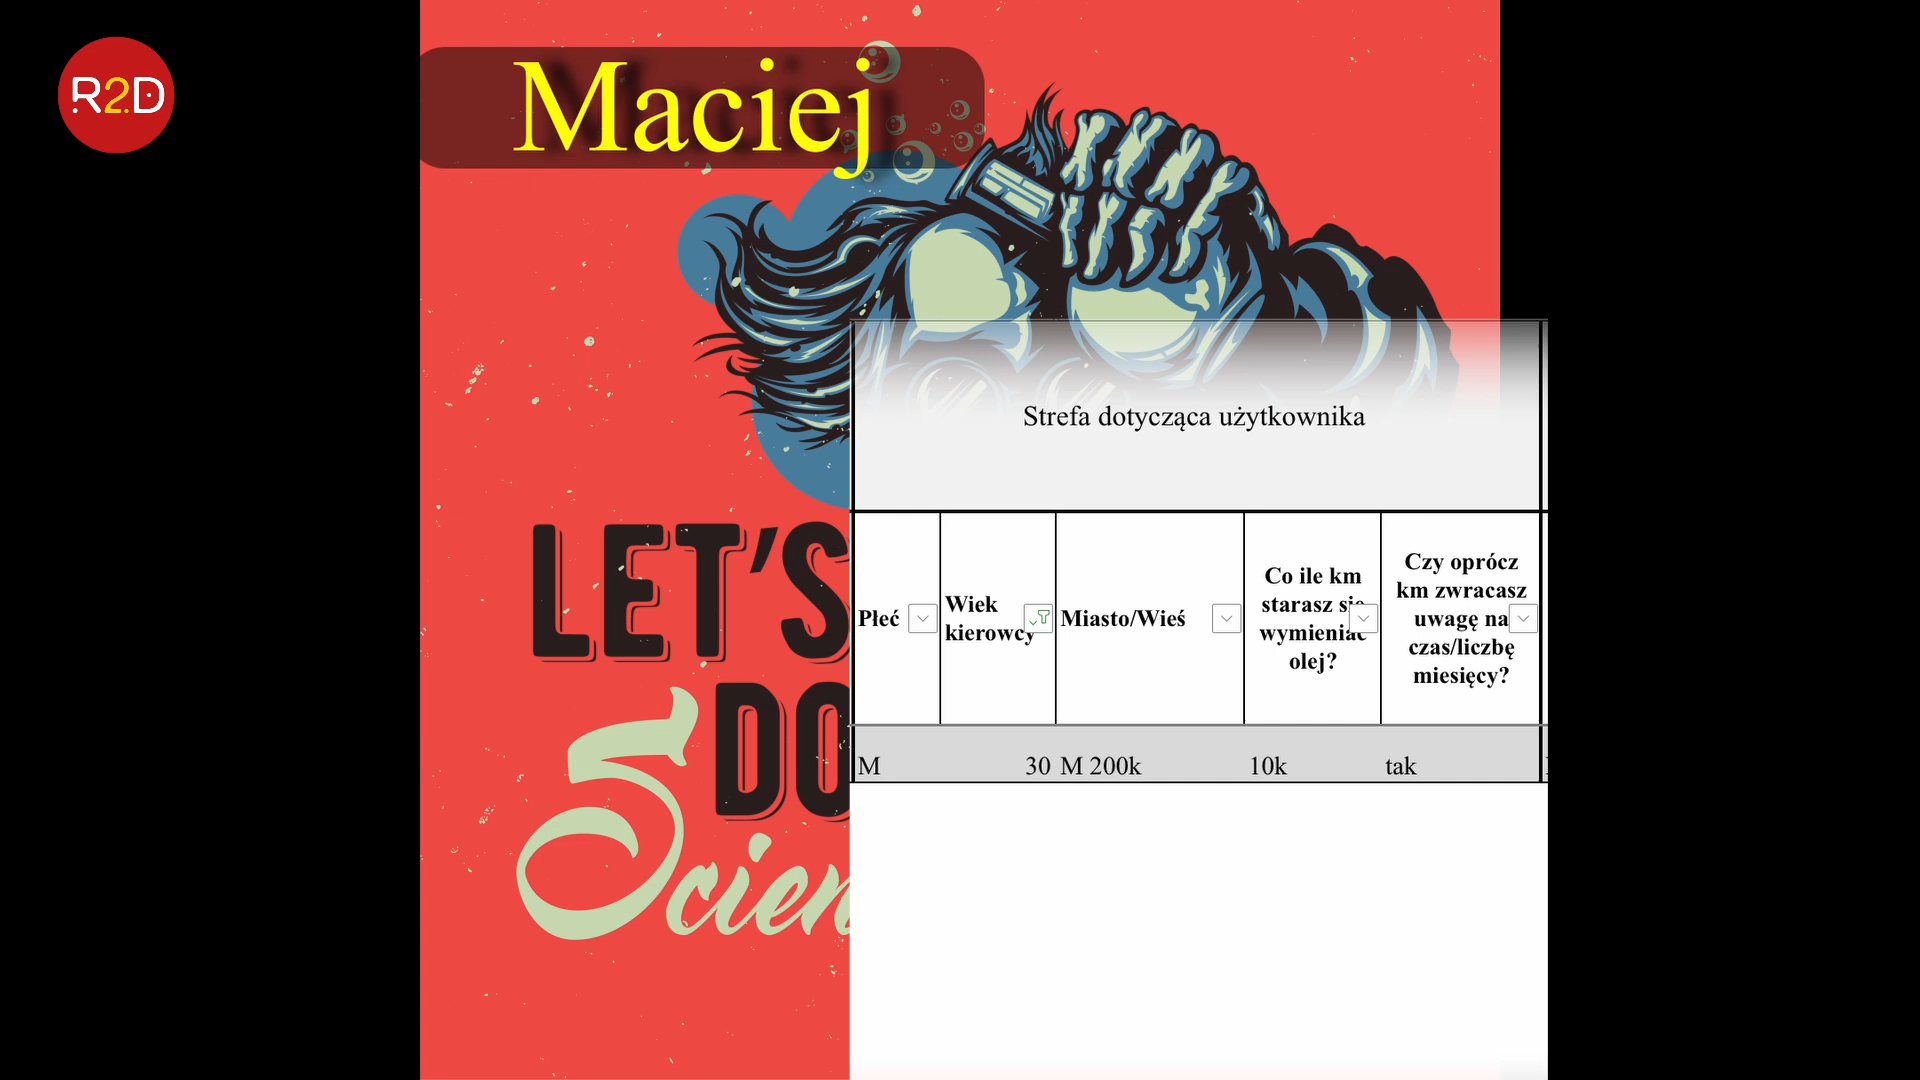 R2D
Maciej
Strefa dotycząca użytkownika
LET'S
DO
Scien
Płeć
Wiek
kierowcy
Miasto/Wieś
Co ile km
starasz się
wymieniać
olej?
Czy oprócz
km zwracasz
uwagę na
czas/liczbę
miesięcy?
M 30 M 200k 10k tak